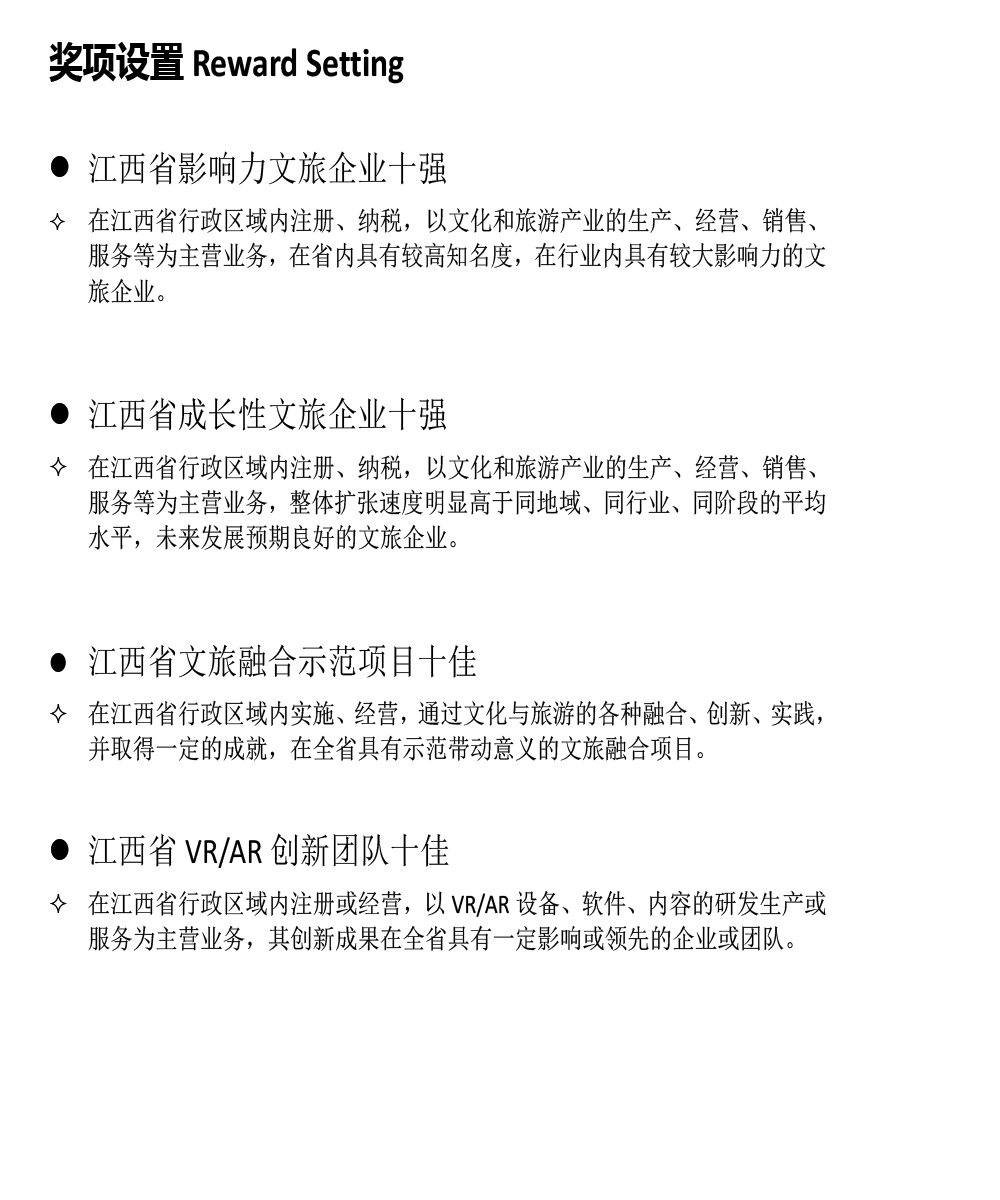 奖项设置 Reward Setting
● 江西省影响力文旅企业十强
✧ 在江西省行政区域内注册、纳税，以文化和旅游产业的生产、经营、销售、
服务等为主营业务，在省内具有较高知名度，在行业内具有较大影响力的文
旅企业。
● 江西省成长性文旅企业十强
✧ 在江西省行政区域内注册、纳税，以文化和旅游产业的生产、经营、销售、
服务等为主营业务，整体扩张速度明显高于同地域、同行业、同阶段的平均
水平，未来发展预期良好的文旅企业。
● 江西省文旅融合示范项目十佳
✧ 在江西省行政区域内实施、经营，通过文化与旅游的各种融合、创新、实践，
并取得一定的成就，在全省具有示范带动意义的文旅融合项目。
● 江西省 VR/AR 创新团队十佳
✧ 在江西省行政区域内注册或经营，以 VR/AR 设备、软件、内容的研发生产或
服务为主营业务，其创新成果在全省具有一定影响或领先的企业或团队。